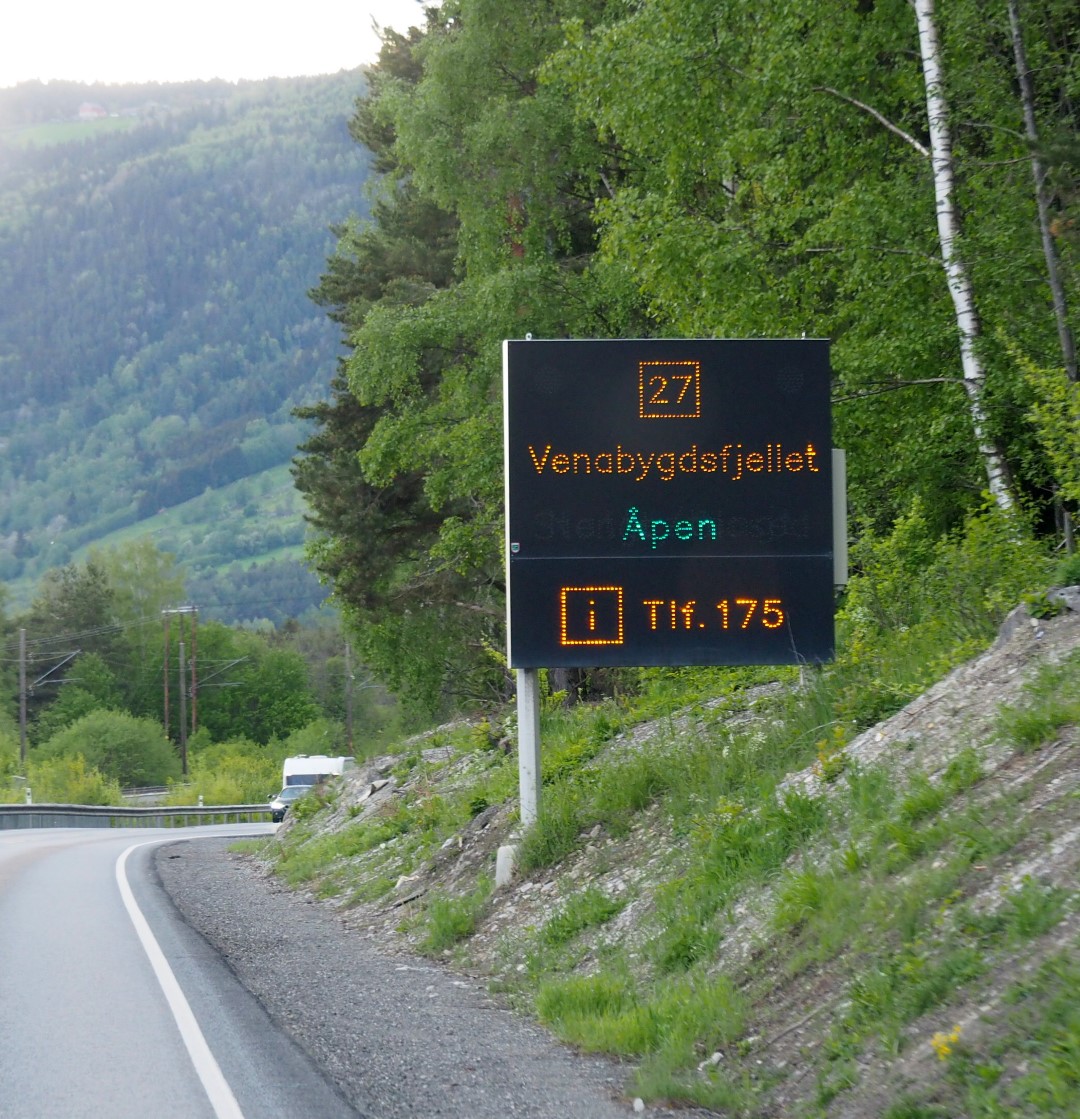 27
Venabygdsfjellet
Åpen
i Tlf. 175